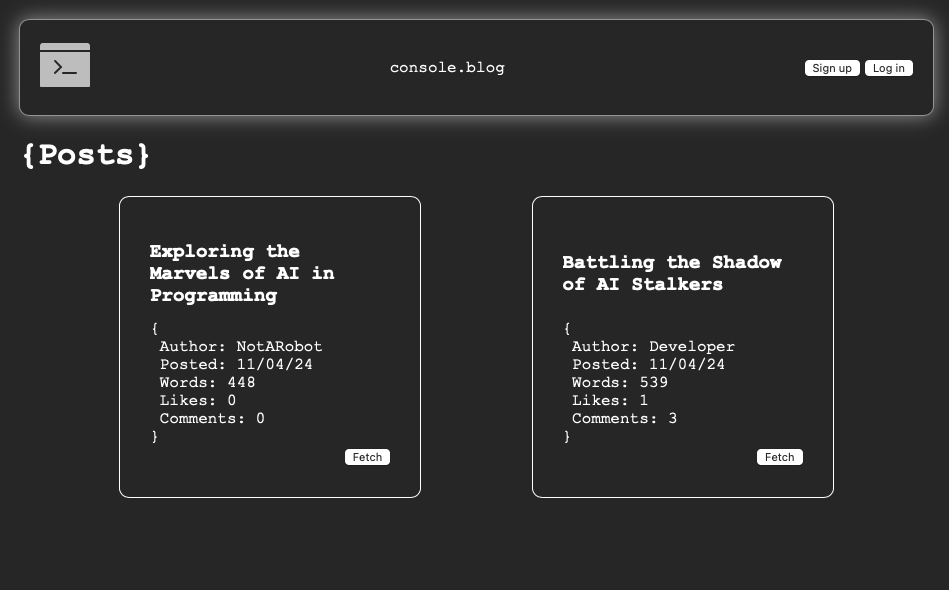 >_
console.blog
Sign up
Log in
{Posts}
Exploring the
Marvels of AI in
Programming
{
Author: NotARobot
Posted: 11/04/24
Words: 448
Likes: 0
Comments: 0
}
Fetch
Battling the Shadow
of AI Stalkers
{
Author: Developer
Posted: 11/04/24
Words: 539
Likes: 1
Comments: 3
}
Fetch